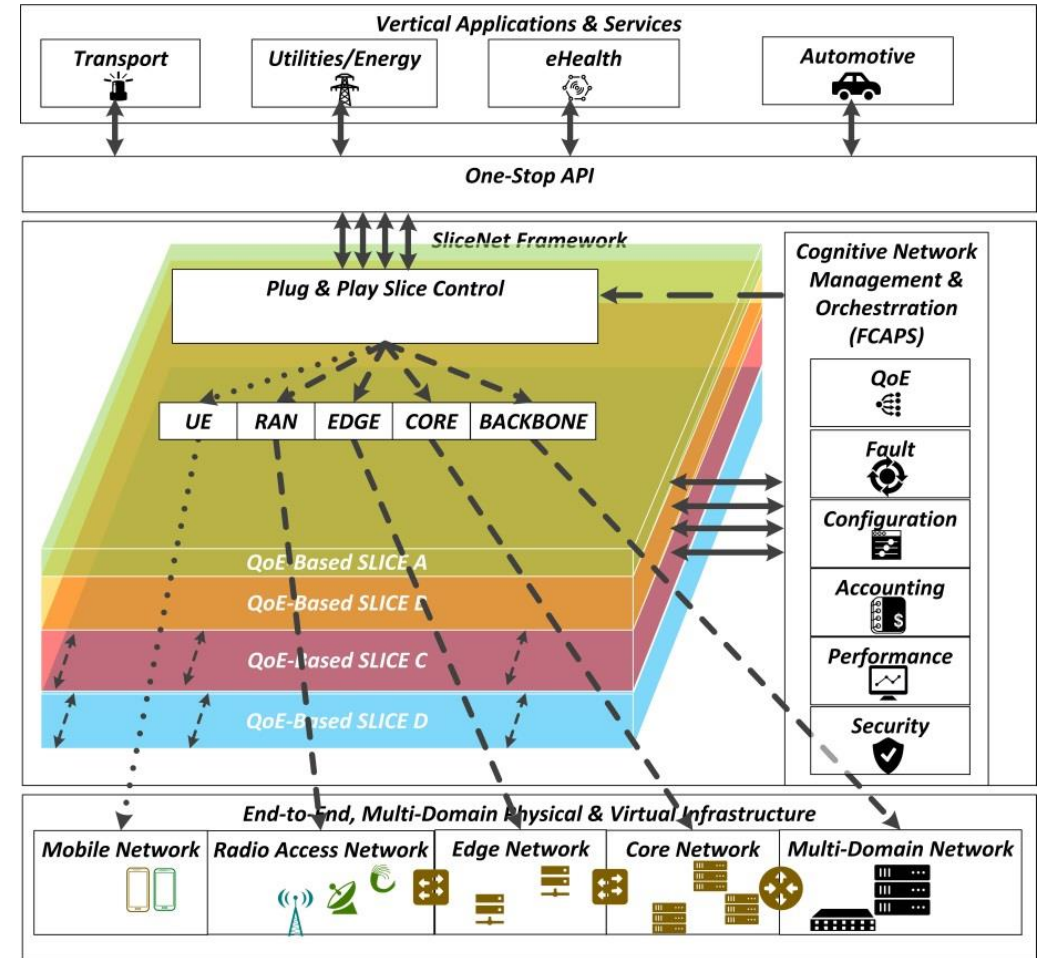 Vertical Applications & Services
Transport
Utilities/Energy
eHealth
Automotive
One-Stop API
SliceNet Framework
Plug & Play Slice Control
UE
RAN
EDGE
CORE
BACKBONE
QoE-Based SLICE A
QoE-Based SLICE B
QoE-Based SLICE C
QoE-Based SLICE D
Cognitive Network
Management &
Orchestrration
(FCAPS)
QoE
Fault
Configuration
Accounting
$
Performance
Security
End-to-End, Multi-Domain Physical & Virtual Infrastructure
Mobile Network
Radio Access Network
Edge Network
Core Network
Multi-Domain Network